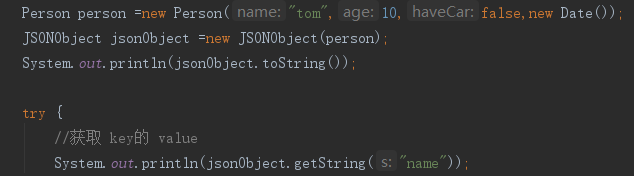 Person person =new Person( name: "tom", age: 10, haveCar: false,new Date());
JSONObject jsonObject =new JSONObject(person);
System.out.println(jsonObject.toString());
try {
//获取 key的 value
System.out.println(jsonObject.getString( s: "name"));